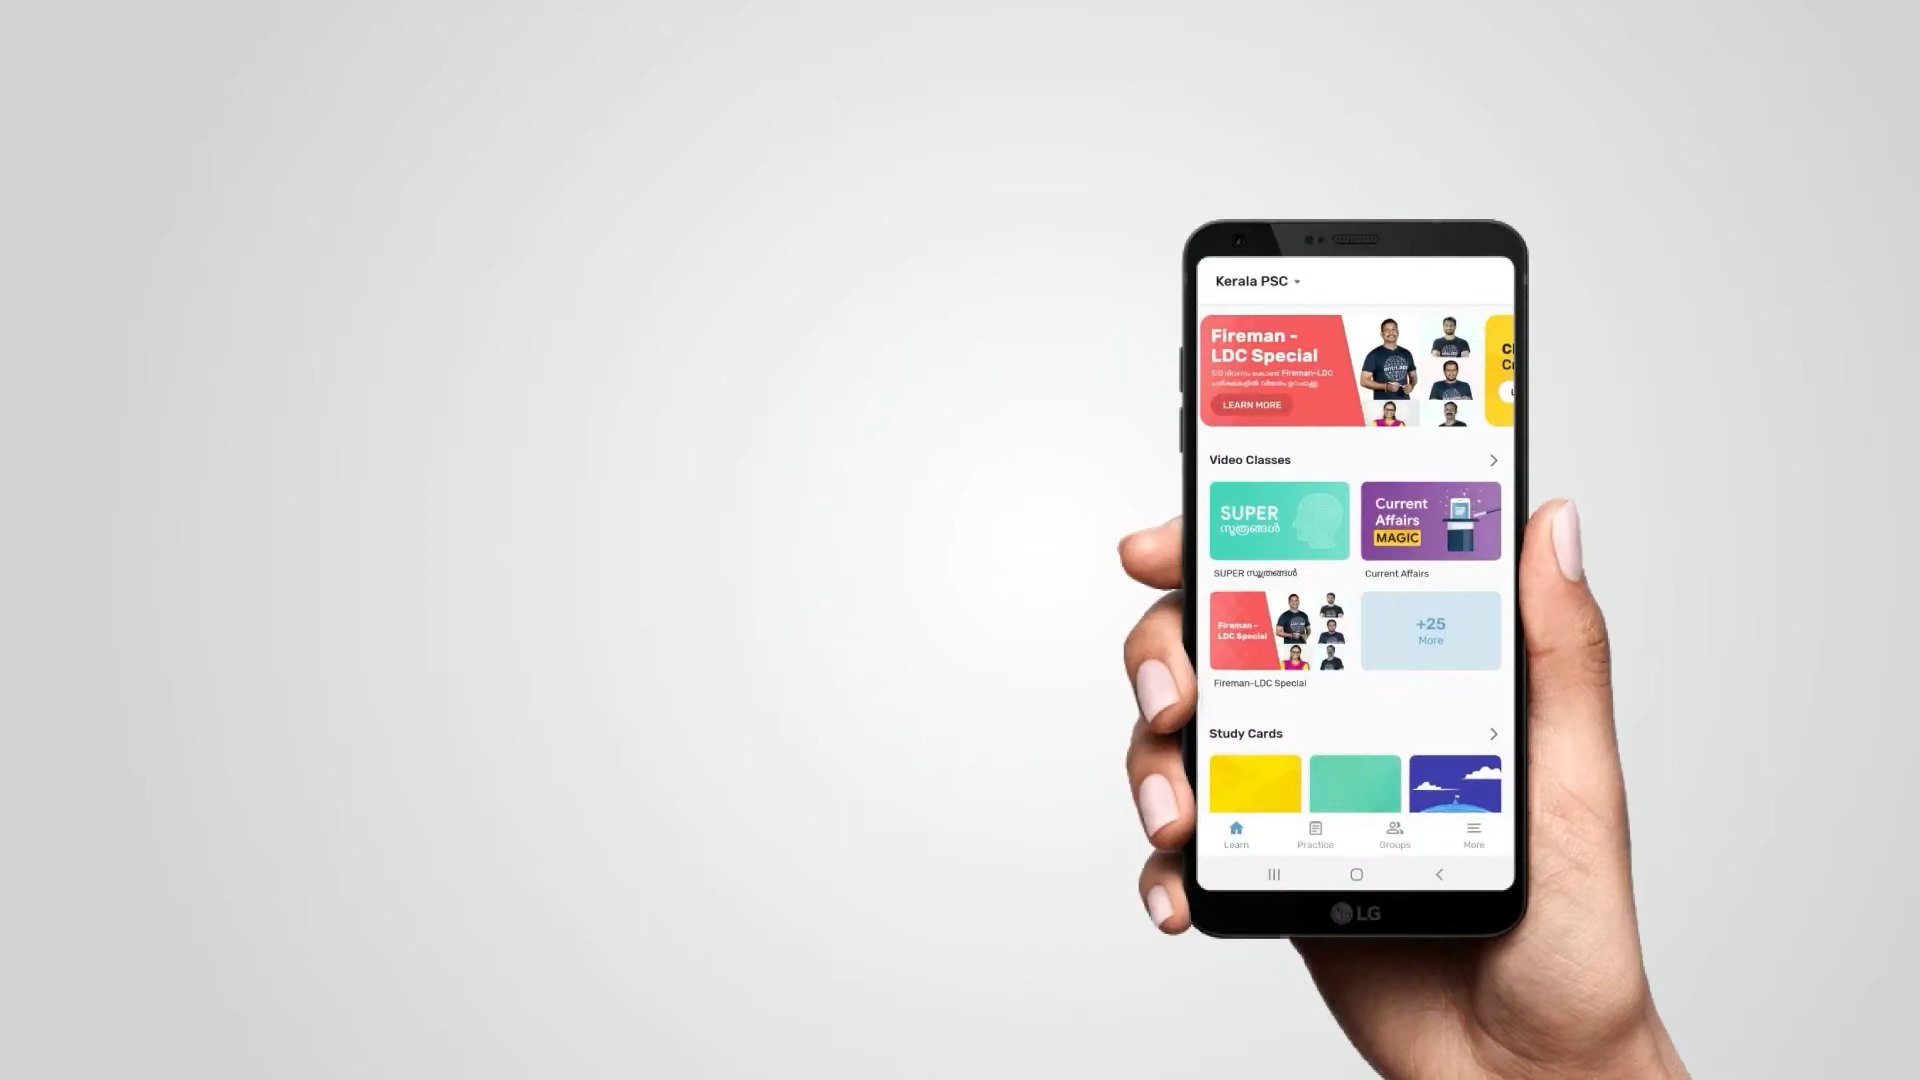 Kerala PSC
Fireman -
LDC Special
LEARN MORE
Video Classes
SUPER
സൂത്രങ്ങൾ
Current
Affairs
MAGIC
SUPER സൂത്രങ്ങൾ
Current Affairs
Fireman -
LDC Special
+25
More
Fireman-LDC Special
Study Cards
Learn
Practice
Groups
More
LG